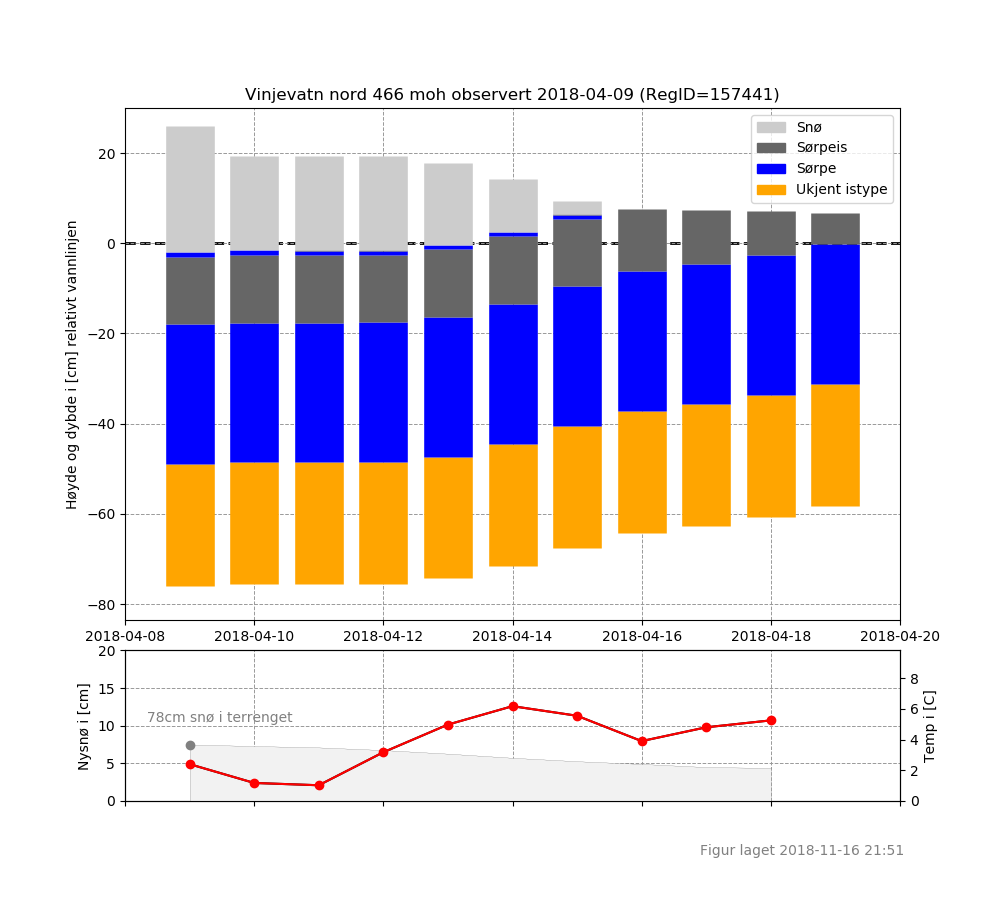 Vinjevatn nord 466 moh observert 2018-04-09 (RegID=157441)
Snø
Sørpeis
Sørpe
Ukjent istype
Høyde og dybde i [cm] relativt vannlinjen
20
0
−20
−40
−60
−80
2018-04-08
2018-04-10
2018-04-12
2018-04-14
2018-04-16
2018-04-18
2018-04-20
Nysnø i [cm]
20
15
10
5
0
78cm snø i terrenget
8
6
4
2
0
Temp i [C]
Figur laget 2018-11-16 21:51